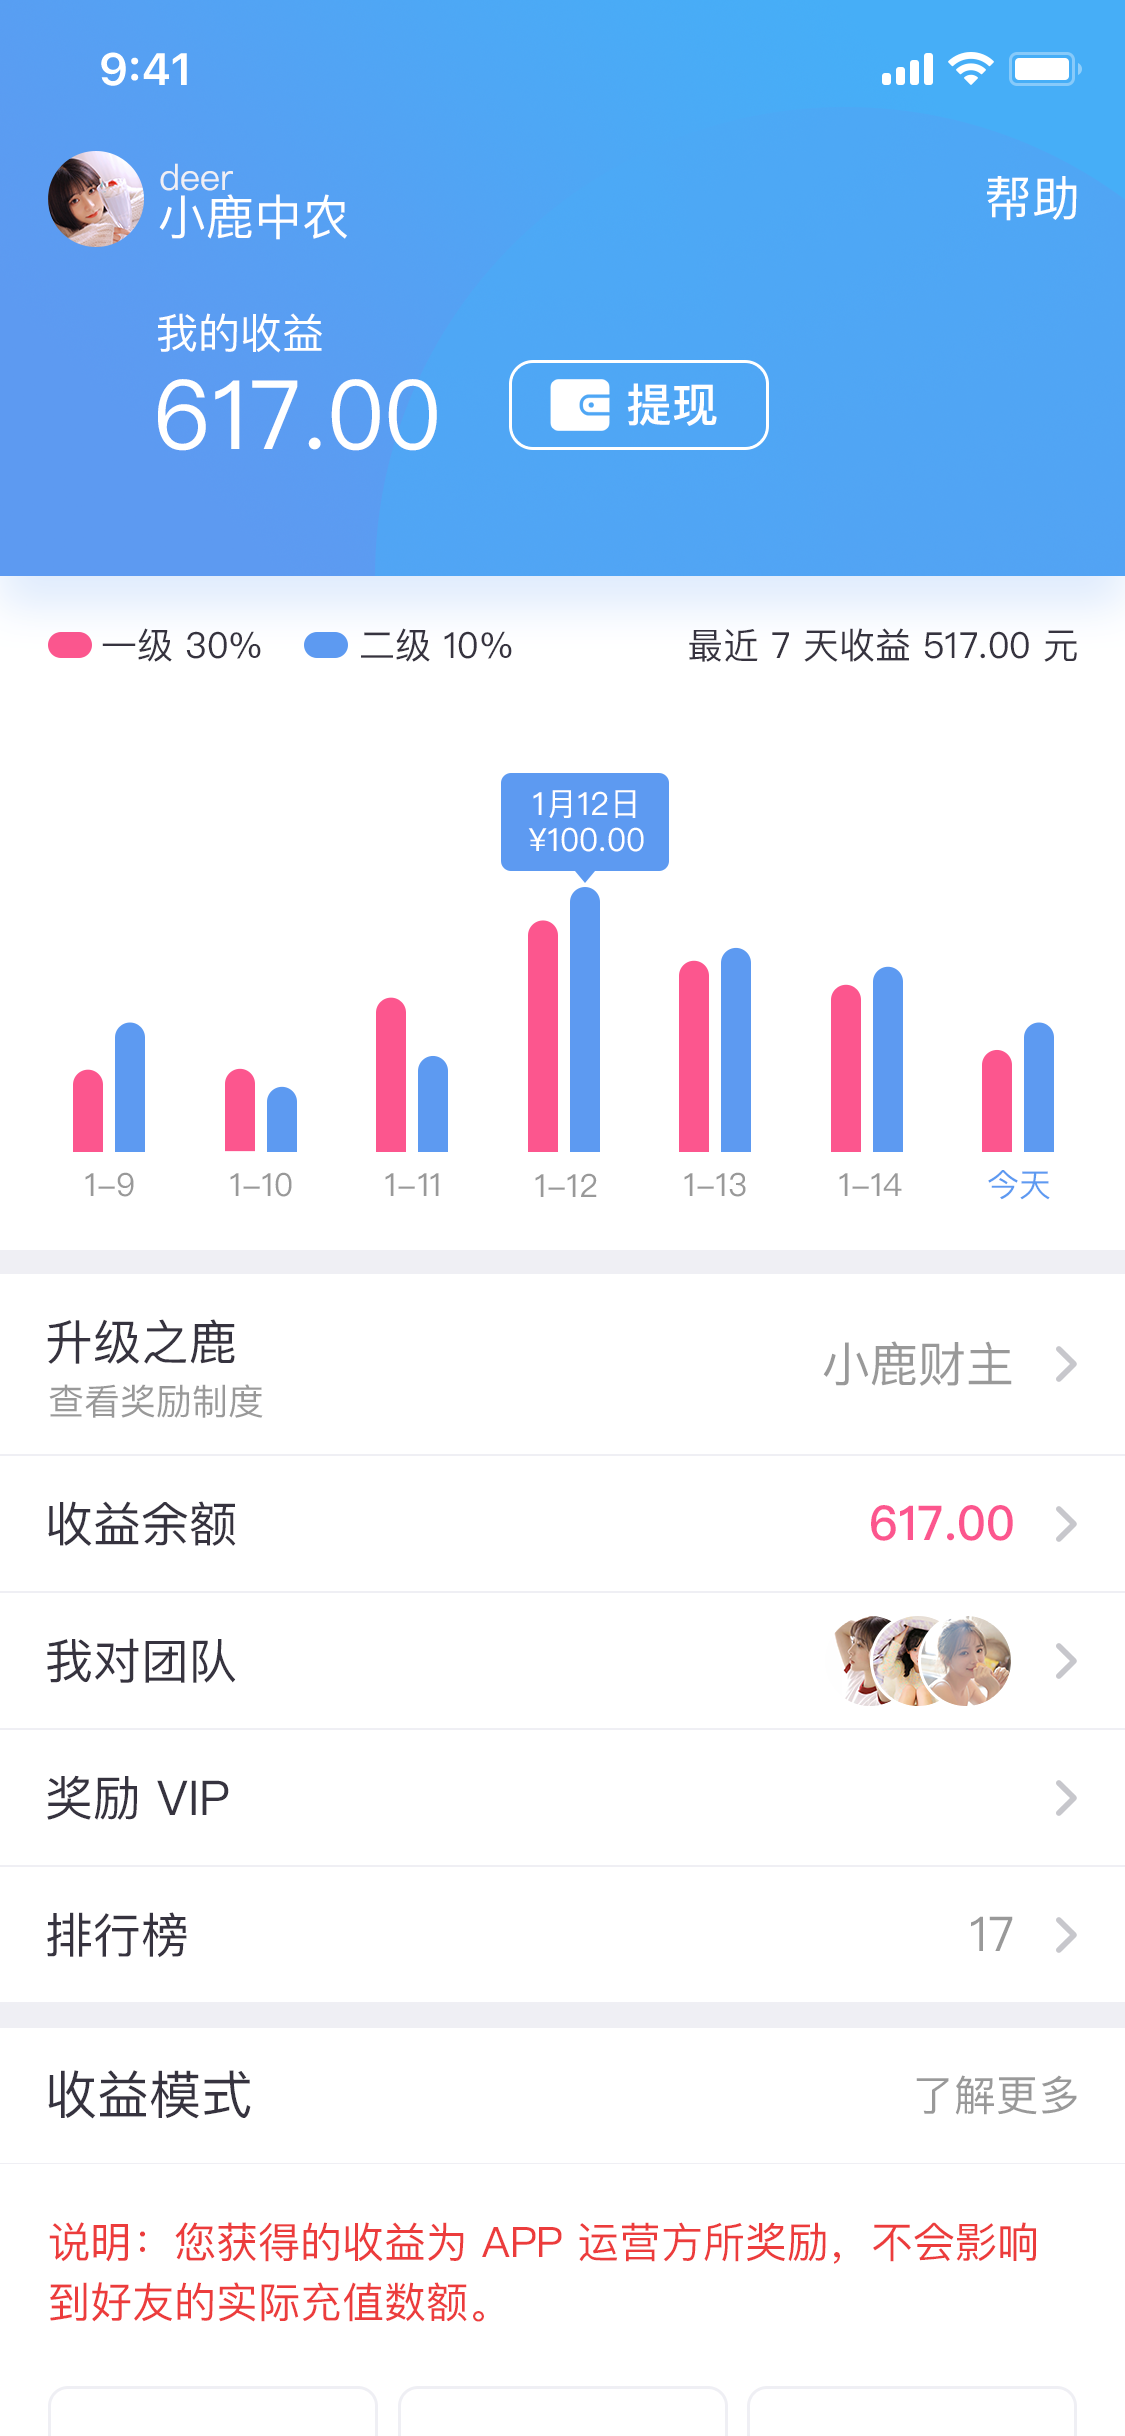 9:41
deer
小鹿中农
帮助
我的收益
617.00
提现
一级 30%
二级 10%
最近 7 天收益 517.00 元
1月12日
¥100.00
1–9
1–10
1–11
1–12
1–13
1–14
今天
升级之鹿
查看奖励制度
小鹿财主
收益余额
617.00
我对团队
奖励 VIP
排行榜
17
收益模式
了解更多
说明：您获得的收益为 APP 运营方所奖励，不会影响
到好友的实际充值数额。